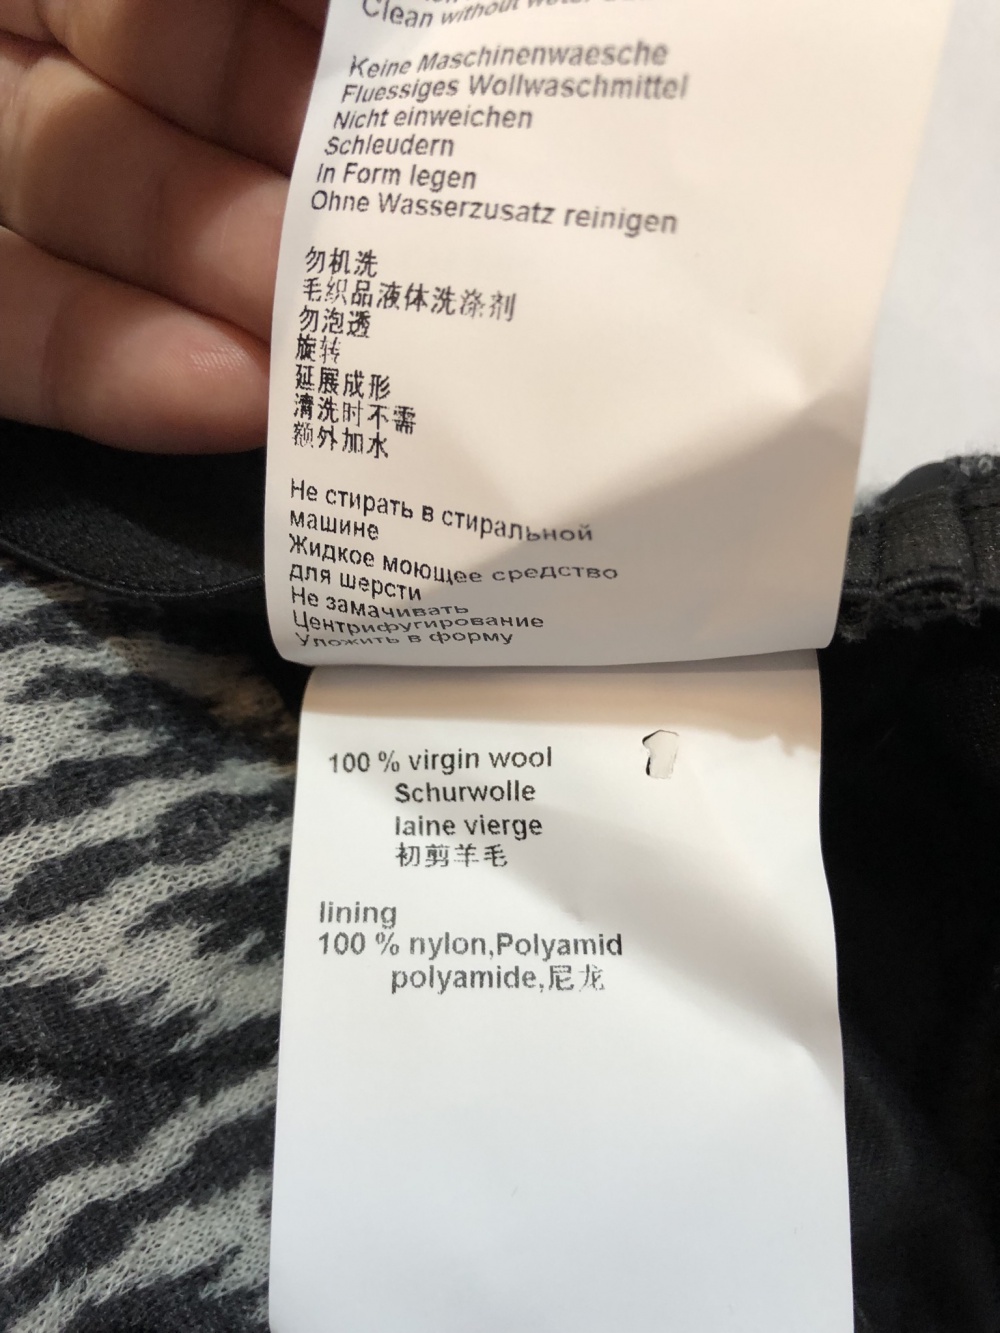 Clean without water
Keine Maschinenwaesche
Fluessiges Wollwaschmittel
Nicht einweichen
Schleudern
In Form legen
Ohne Wasserzusatz reinigen
勿机洗
毛织品液体洗涤剂
勿泡透
旋转
延展成形
清洗时不需
额外加水
Не стирать в стиральной
машине
Жидкое моющее средство
для шерсти
Не замачивать
Центрифугирование
Уложить в форму
100 % virgin wool
Schurwolle
laine vierge
初剪羊毛
lining
100 % nylon,Polyamid
polyamide,尼龙